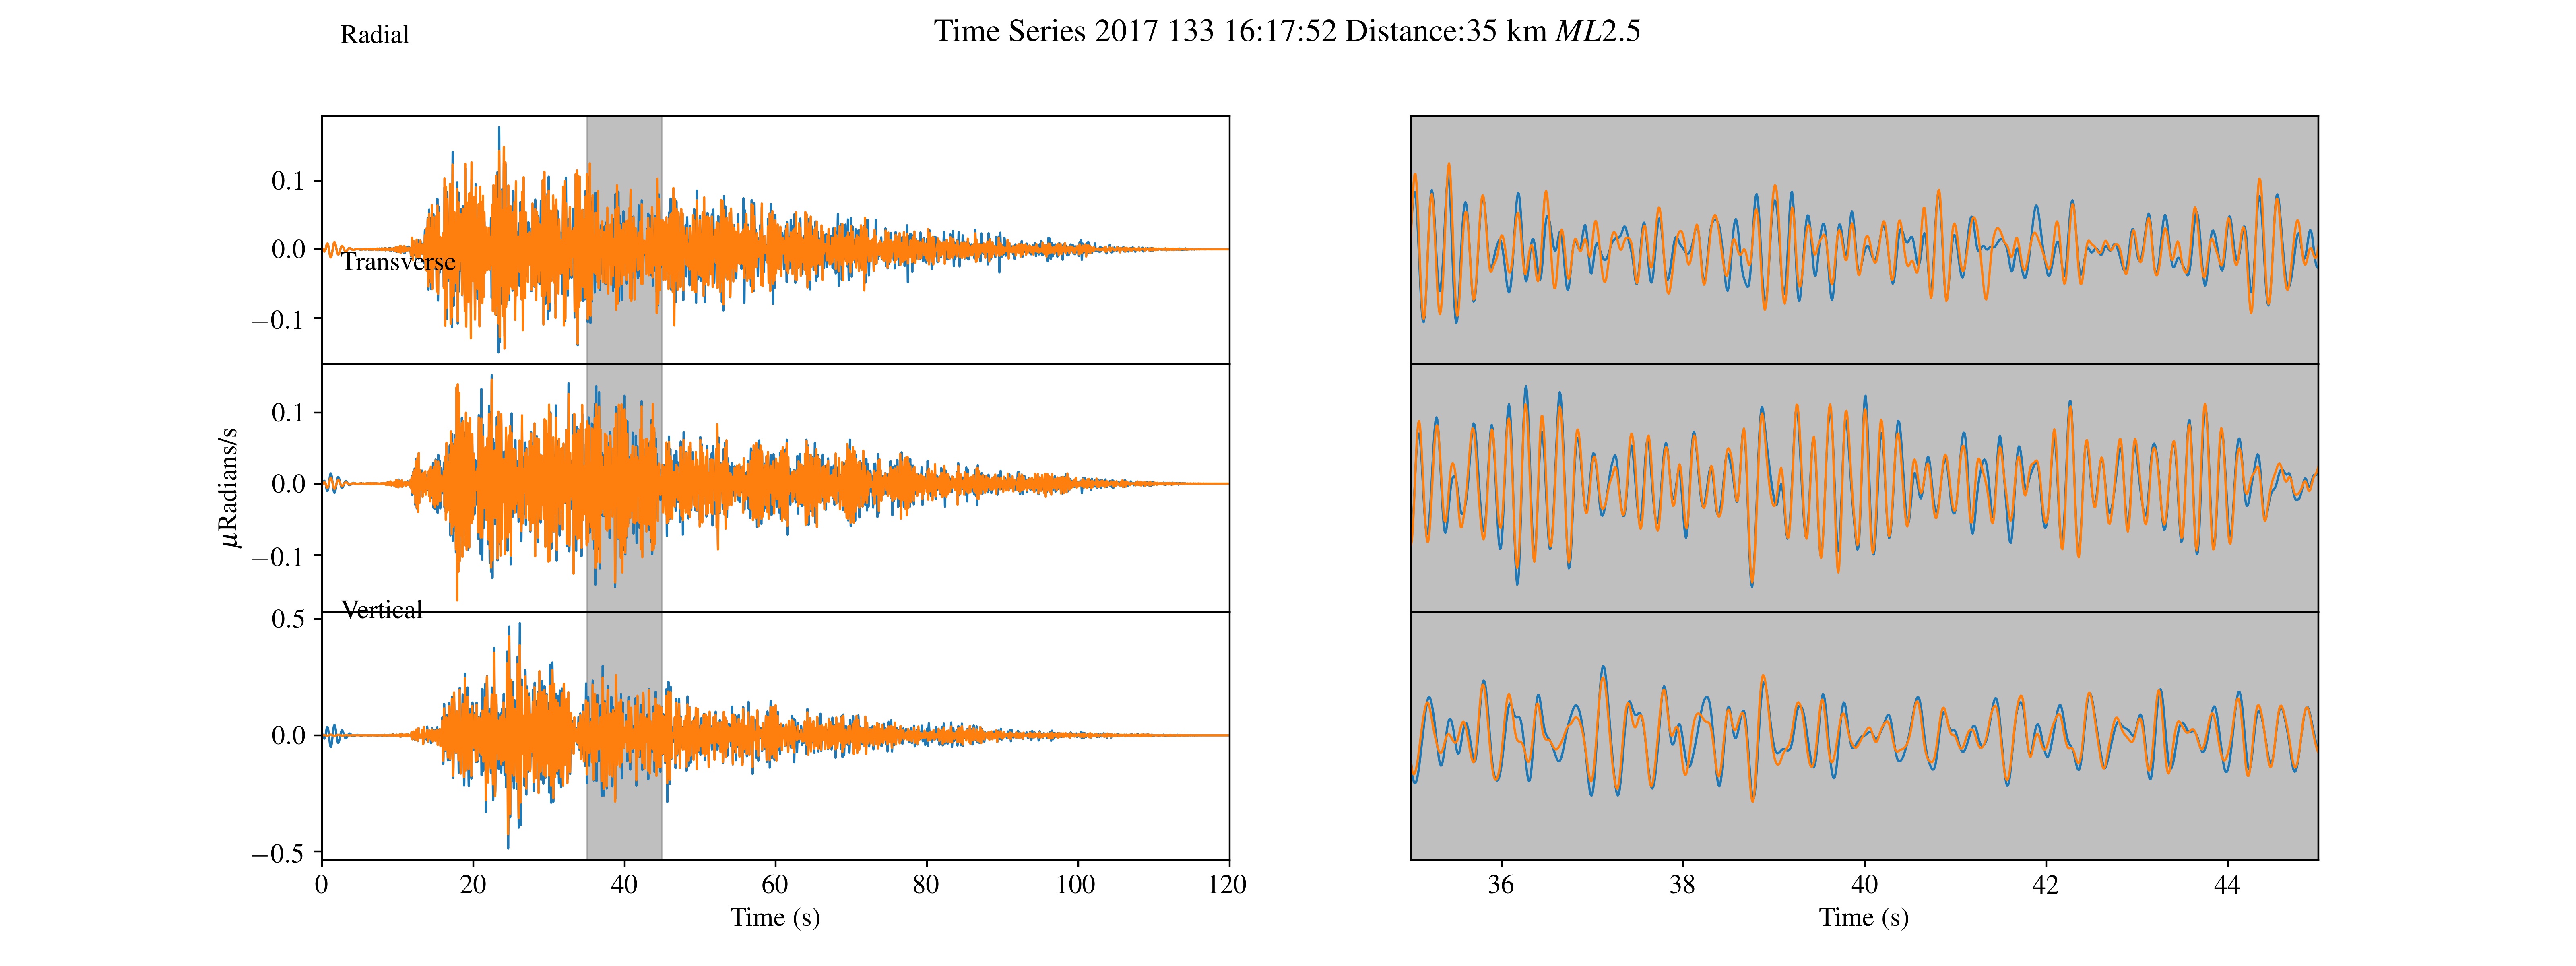 Time Series 2017 133 16:17:52 Distance:35 km ML2.5
Radial
0.1
0.0
−0.1
Transverse
0.1
0.0
−0.1
μRadians/s
Vertical
0.5
0.0
−0.5
0 20 40 60 80 100 120
Time (s)
36 38 40 42 44
Time (s)